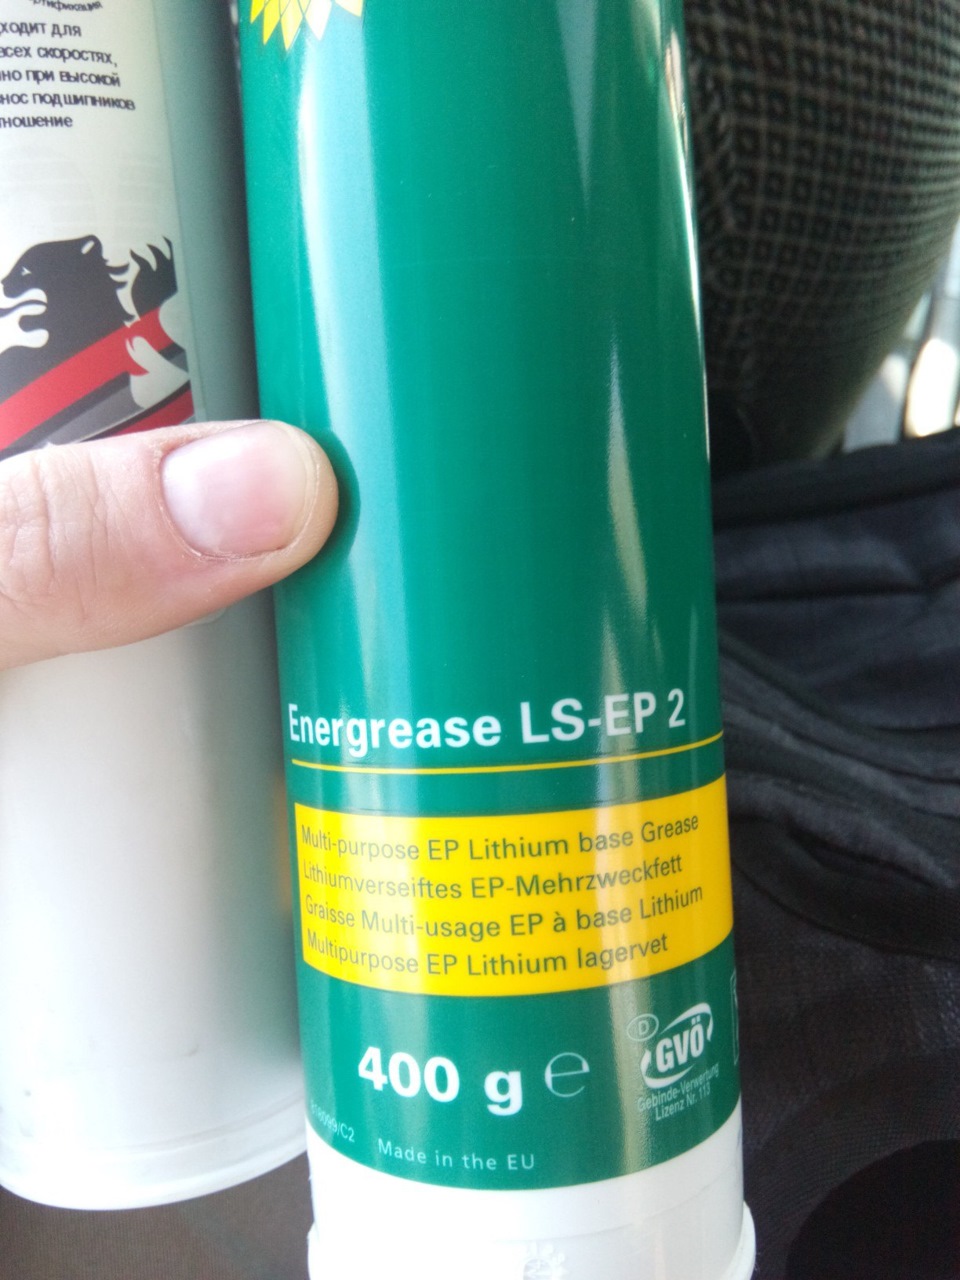 ходит для
всех скоростях,
но при высокой
нос подшипников
ношение
Energrease LS-EP 2
Multi-purpose EP Lithium base Grease
Lithiumverseiftes EP-Mehrzweckfett
Graisse Multi-usage EP à base Lithium
Multipurpose EP Lithium lagervet
400 g ℮
D
GVÖ
Gebinde-Verwertung
Lizenz Nr. 113
Made in the EU